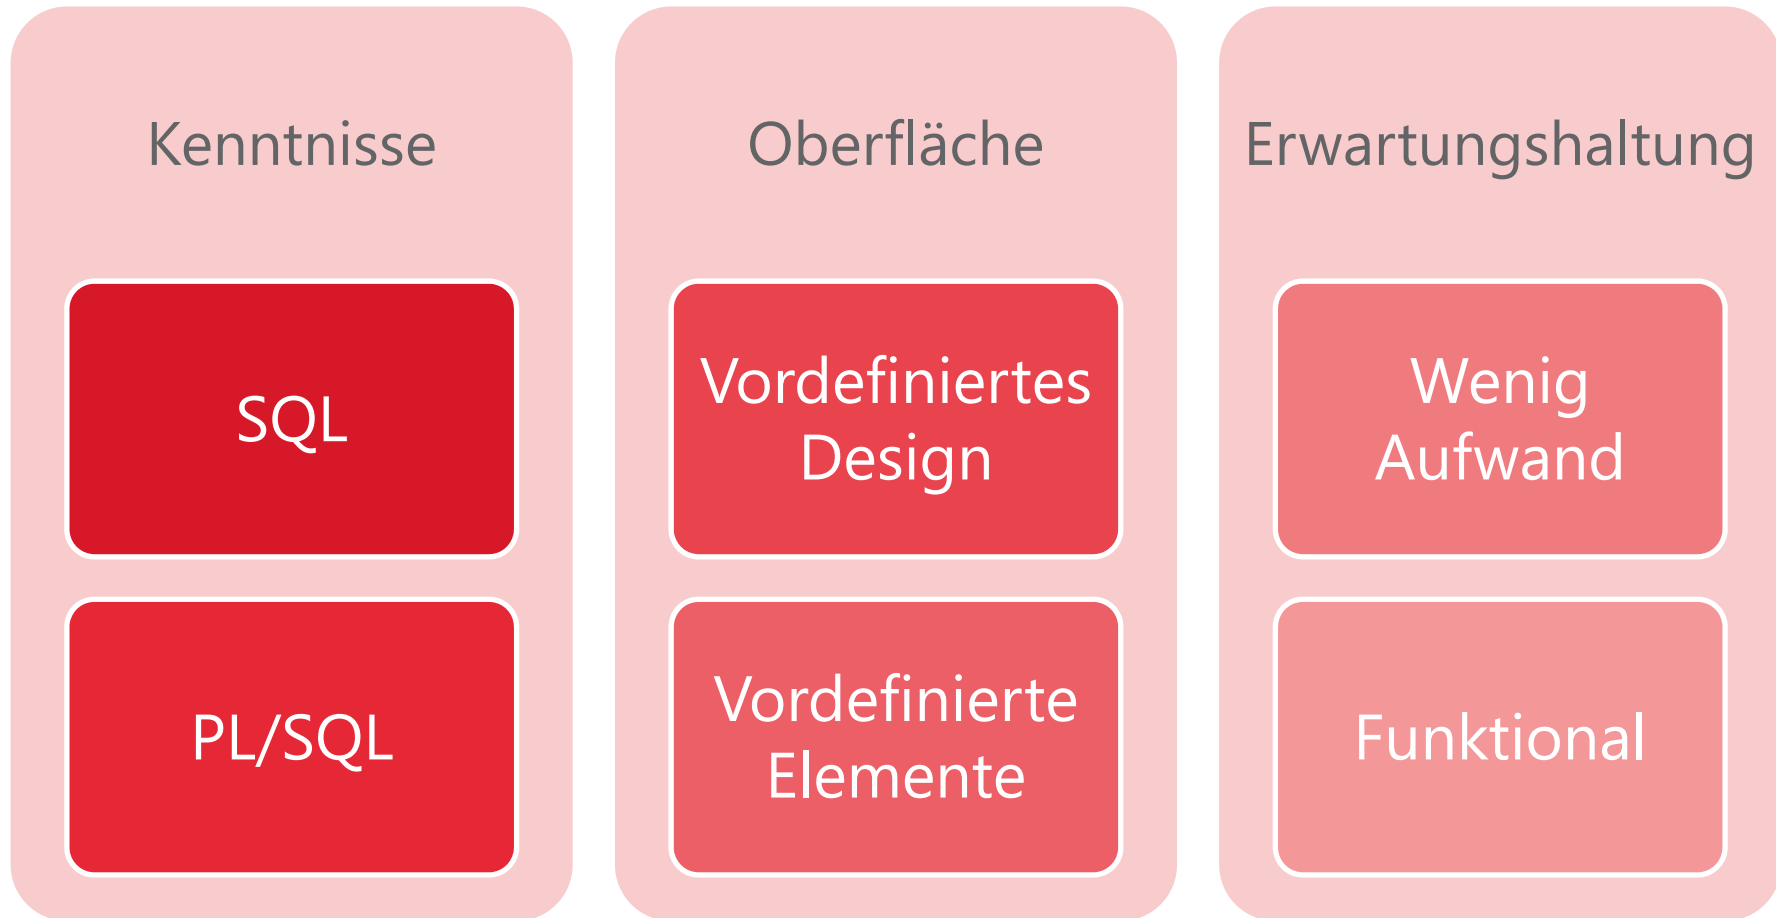 Kenntnisse
SQL
PL/SQL
Oberfläche
Vordefiniertes
Design
Vordefinierte
Elemente
Erwartungshaltung
Wenig
Aufwand
Funktional